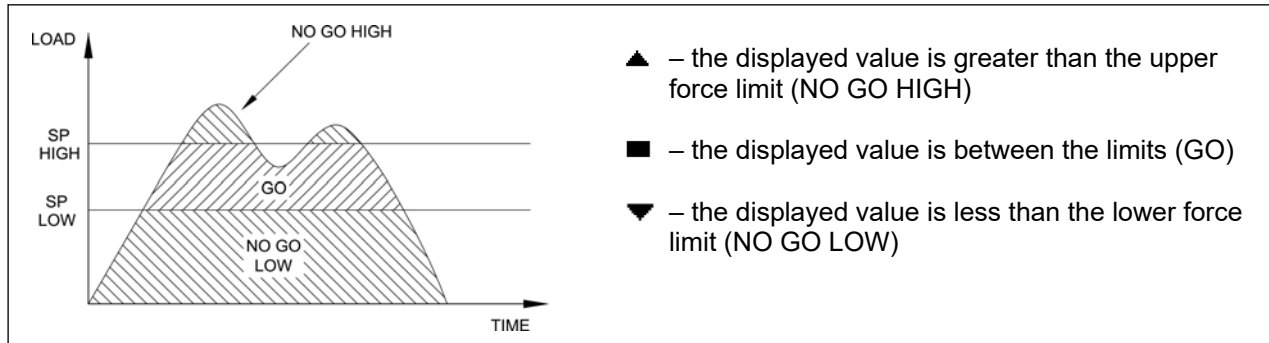 LOAD
NO GO HIGH
SP
HIGH
GO
SP
LOW
NO GO
LOW
TIME
▲ – the displayed value is greater than the upper
force limit (NO GO HIGH)
■ – the displayed value is between the limits (GO)
▼ – the displayed value is less than the lower force
limit (NO GO LOW)